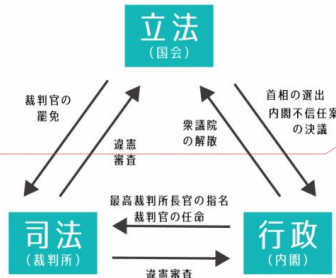 立法
（国会）
裁判官の
罷免
違憲
審査
衆議院
の解散
首相の選出
内閣不信任案
の決議
最高裁判所長官の指名
裁判官の任命
司法
（裁判所）
行政
（内閣）
違憲審査